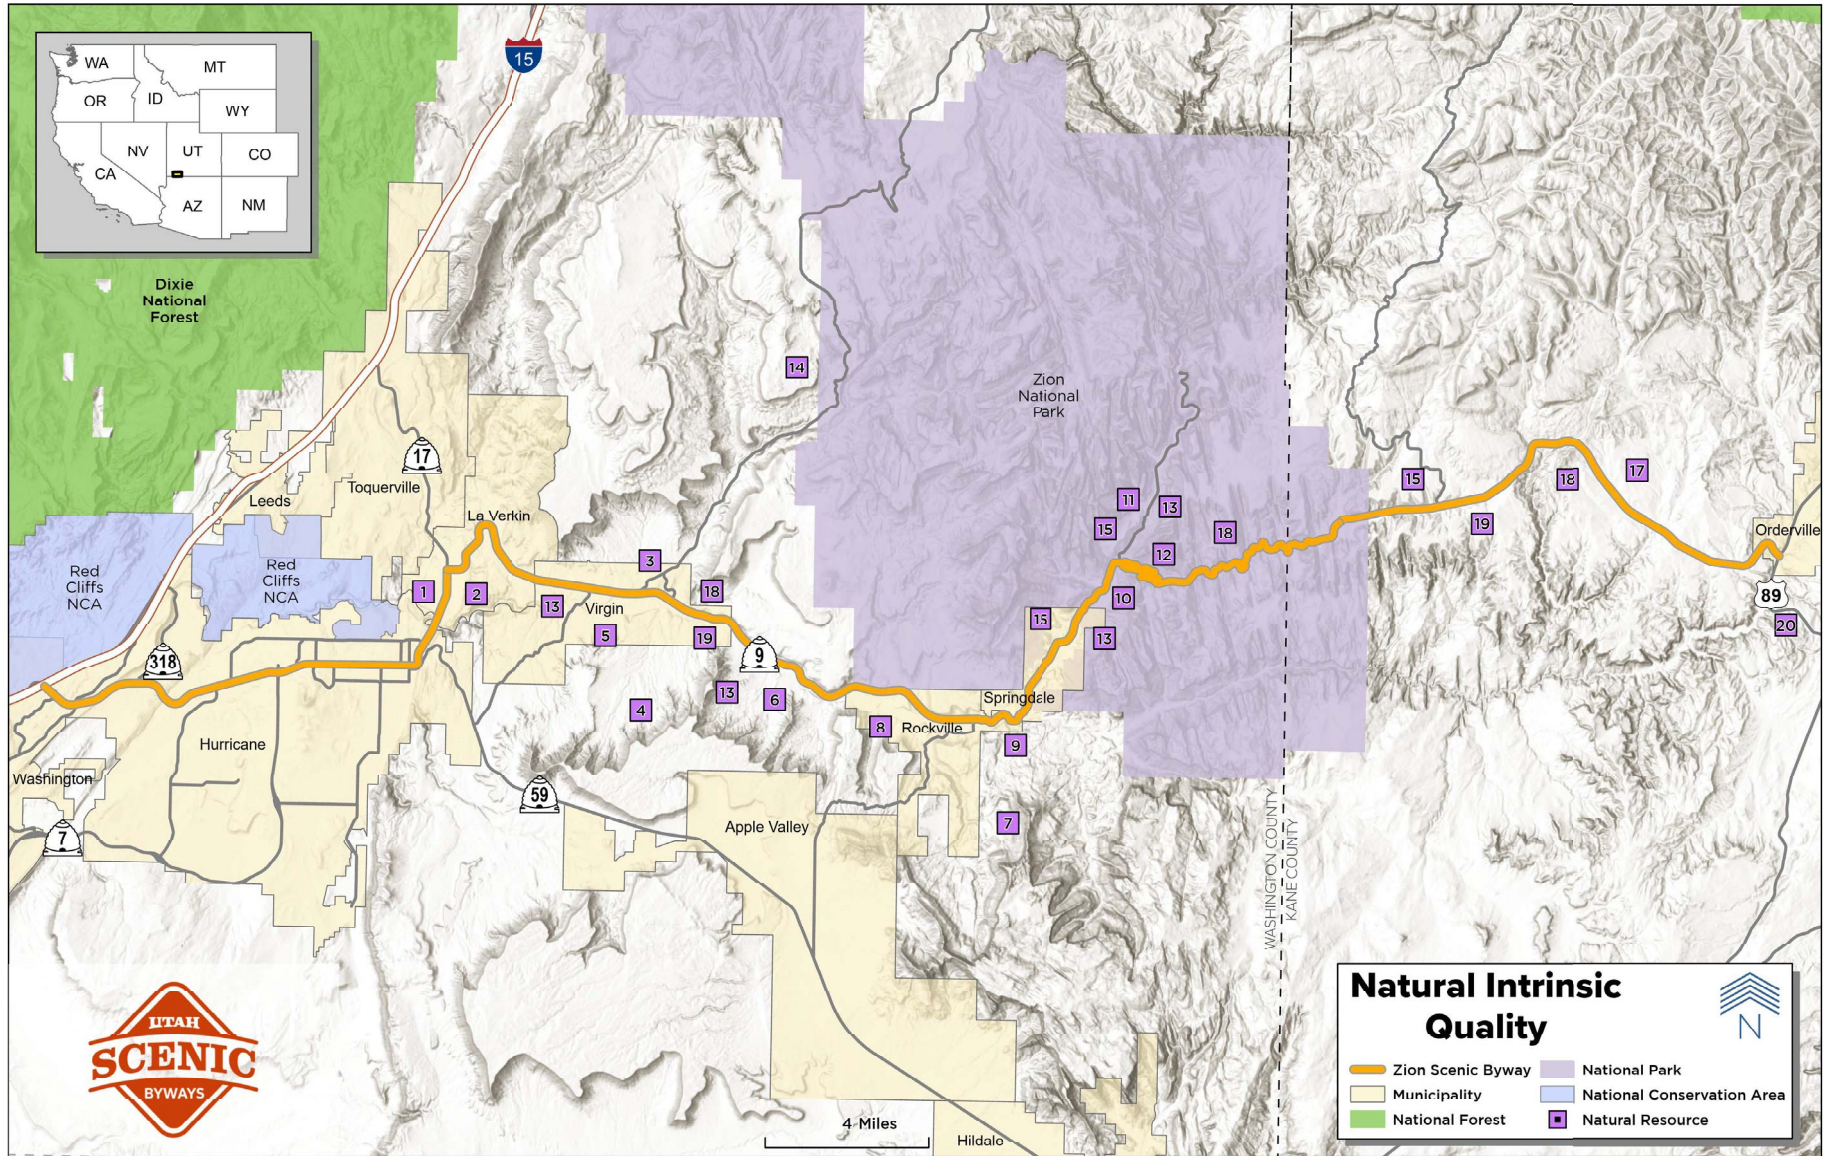 WA
MT
OR
ID
WY
NV
UT
CO
CA
AZ
NM
15
Dixie
National
Forest
14
Zion
National
Park
17
Leeds
Toquerville
La Verkin
11
13
15
18
12
10
15
18
17
19
Orderville
89
20
Red
Cliffs
NCA
Red
Cliffs
NCA
1
2
3
13
Virgin
18
5
19
9
15
13
318
4
13
6
Springdale
8
Rockville
9
Hurricane
Washington
59
7
Apple Valley
7
WASHINGTON COUNTY
KANE COUNTY
UTAH
SCENIC
BYWAYS
4 Miles
Hildale
Natural Intrinsic
Quality
N
Zion Scenic Byway
National Park
Municipality
National Conservation Area
National Forest
Natural Resource